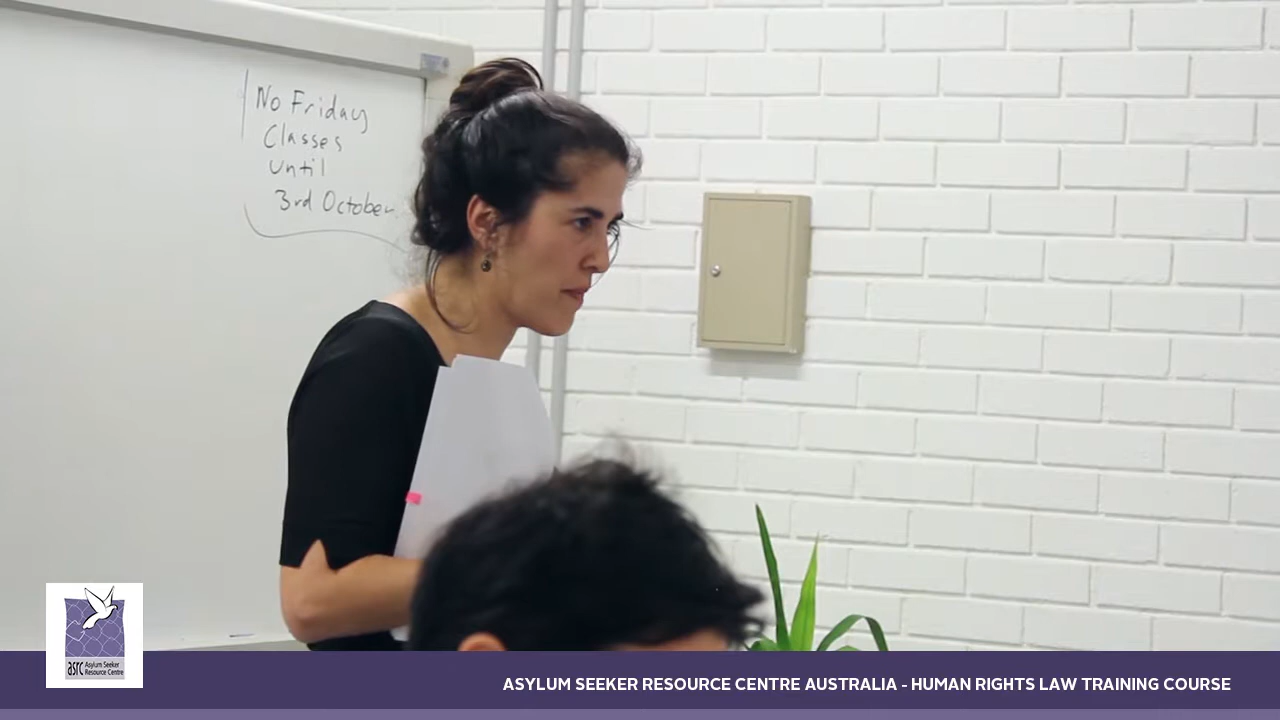 No Friday
Classes
Until
3rd October
asrc Asylum Seeker
Resource Centre
ASYLUM SEEKER RESOURCE CENTRE AUSTRALIA - HUMAN RIGHTS LAW TRAINING COURSE